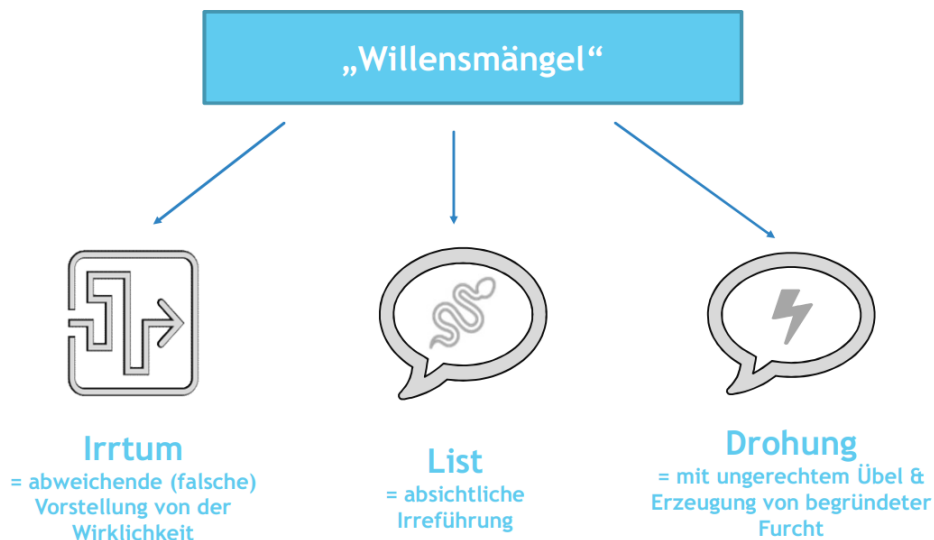 „Willensmängel“
Irrtum
= abweichende (falsche)
Vorstellung von der
Wirklichkeit
List
= absichtliche
Irreführung
Drohung
= mit ungerechtem Übel &
Erzeugung von begründeter
Furcht